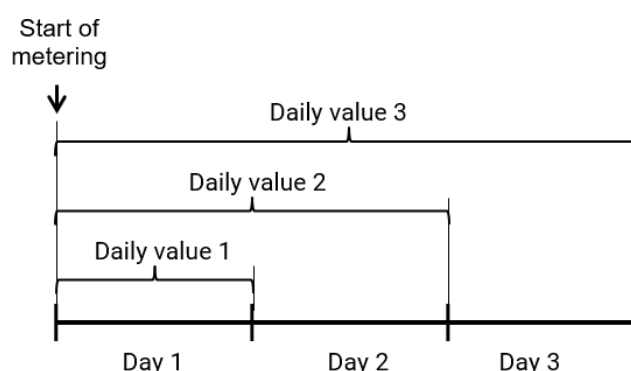 Start of
metering
Daily value 3
Daily value 2
Daily value 1
Day 1
Day 2
Day 3